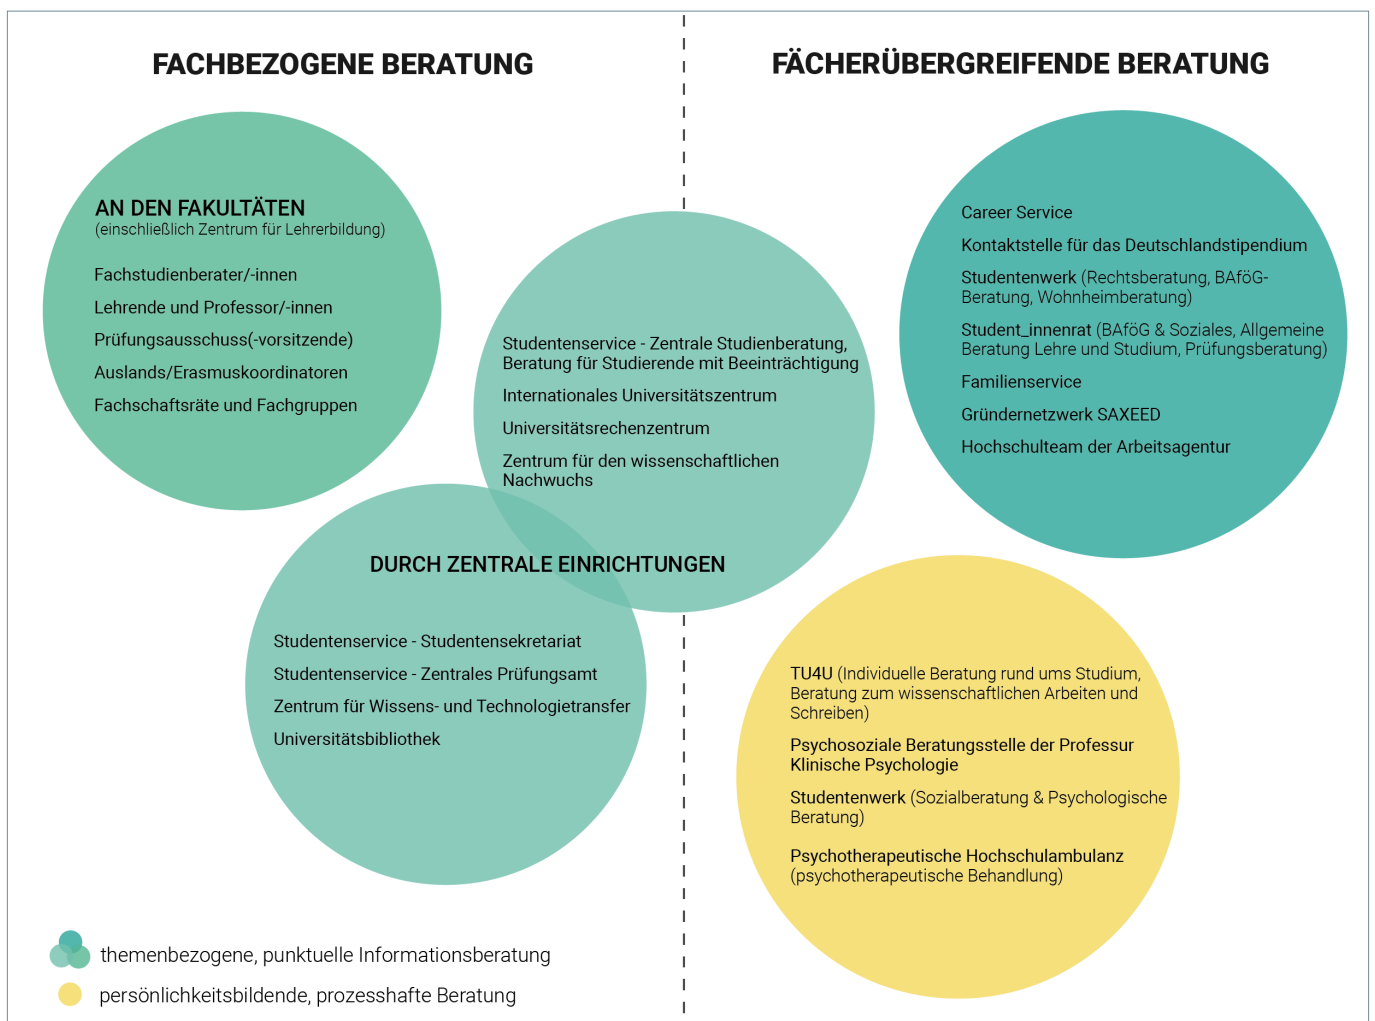 FACHBEZOGENE BERATUNG
FÄCHERÜBERGREIFENDE BERATUNG
AN DEN FAKULTÄTEN
(einschließlich Zentrum für Lehrerbildung)
Fachstudienberater/-innen
Lehrende und Professor/-innen
Prüfungsausschuss(-vorsitzende)
Auslands/Erasmuskoordinatoren
Fachschaftsräte und Fachgruppen
Studentenservice - Zentrale Studienberatung,
Beratung für Studierende mit Beeinträchtigung
Internationales Universitätszentrum
Universitätsrechenzentrum
Zentrum für den wissenschaftlichen
Nachwuchs
DURCH ZENTRALE EINRICHTUNGEN
Studentenservice - Studentensekretariat
Studentenservice - Zentrales Prüfungsamt
Zentrum für Wissens- und Technologietransfer
Universitätsbibliothek
Career Service
Kontaktstelle für das Deutschlandstipendium
Studentenwerk (Rechtsberatung, BAföG-
Beratung, Wohnheimberatung)
Student_innenrat (BAföG & Soziales, Allgemeine
Beratung Lehre und Studium, Prüfungsberatung)
Familienservice
Gründernetzwerk SAXEED
Hochschulteam der Arbeitsagentur
TU4U (Individuelle Beratung rund ums Studium,
Beratung zum wissenschaftlichen Arbeiten und
Schreiben)
Psychosoziale Beratungsstelle der Professur
Klinische Psychologie
Studentenwerk (Sozialberatung & Psychologische
Beratung)
Psychotherapeutische Hochschulambulanz
(psychotherapeutische Behandlung)
themenbezogene, punktuelle Informationsberatung
persönlichkeitsbildende, prozesshafte Beratung